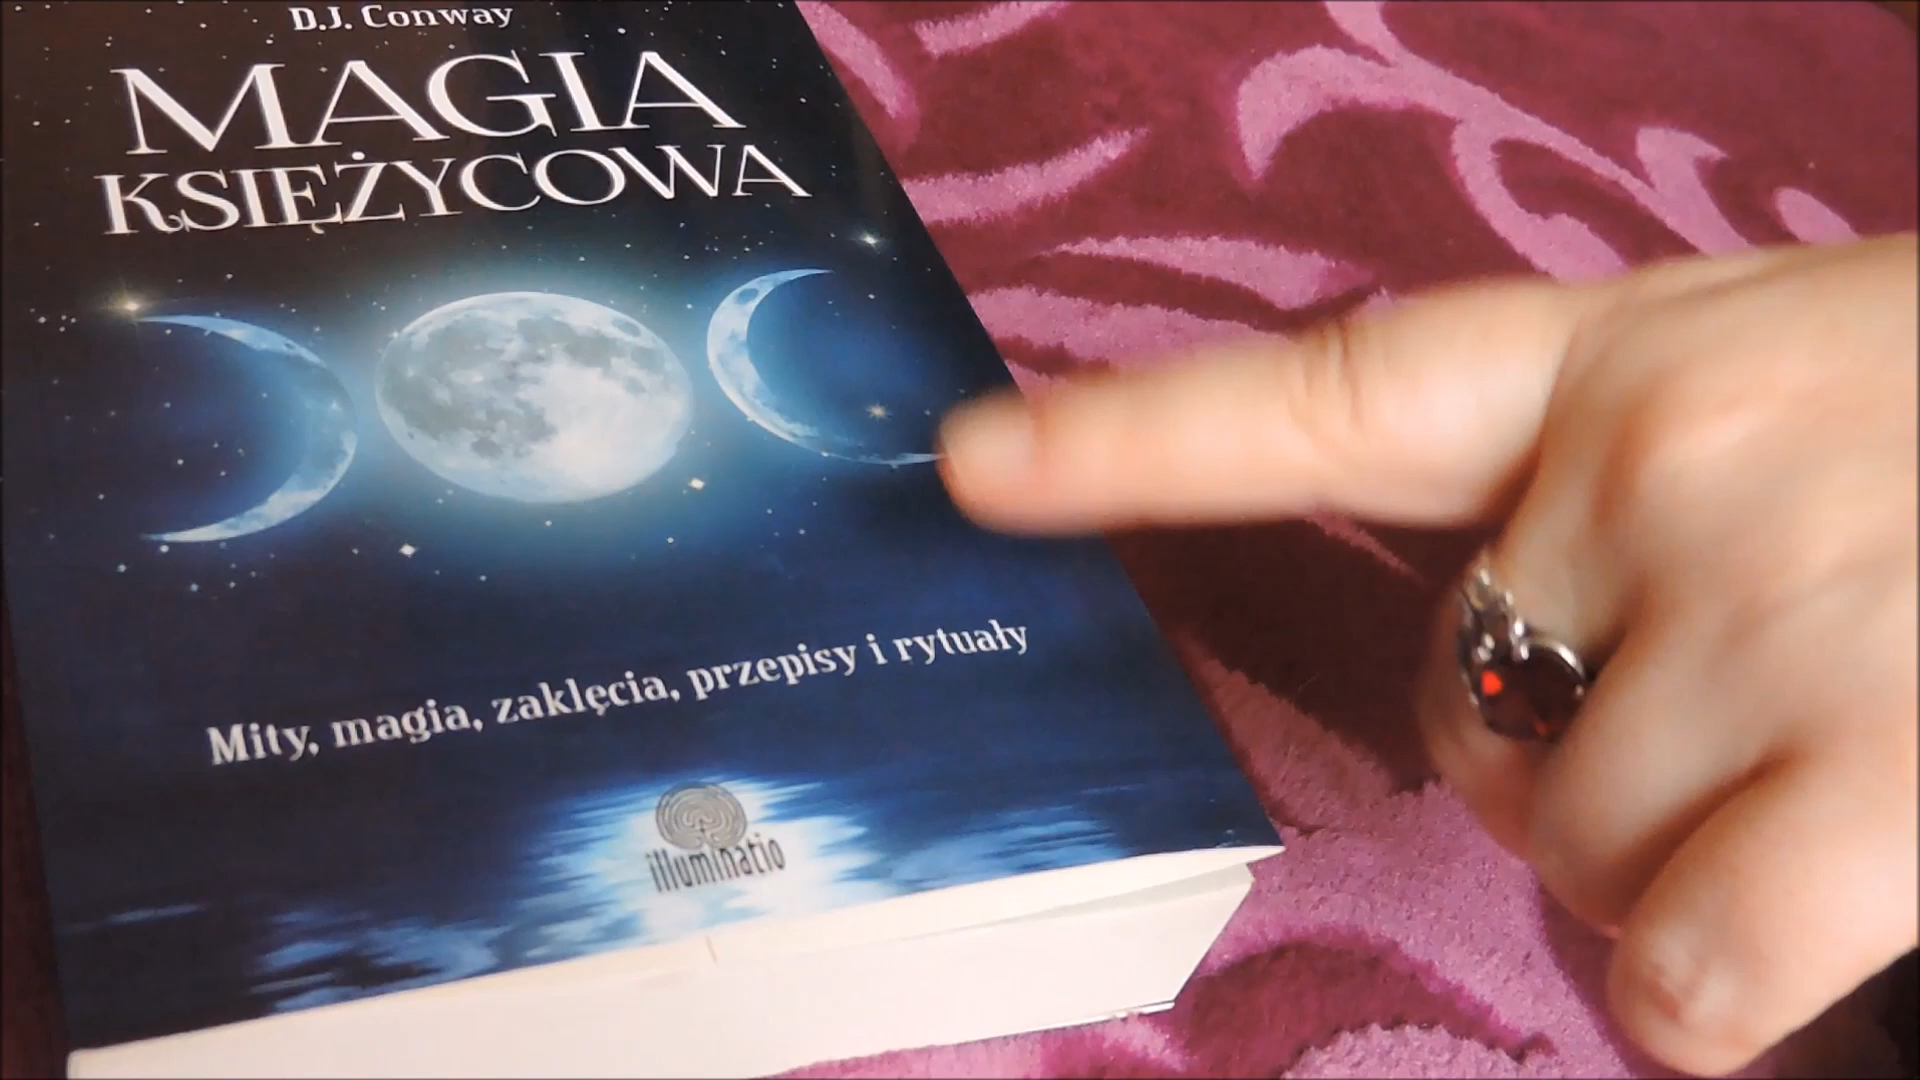 D.J. Conway
MAGIA
KSIĘŻYCOWA
Mity, magia, zaklęcia, przepisy i rytuały
illuminatio